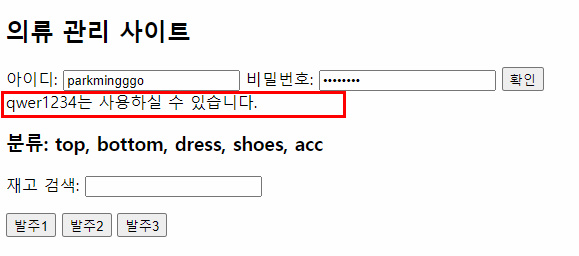 의류 관리 사이트
아이디: parkmingggo 비밀번호: •••••••• 확인
qwer1234는 사용하실 수 있습니다.
분류: top, bottom, dress, shoes, acc
재고 검색:
발주1 발주2 발주3